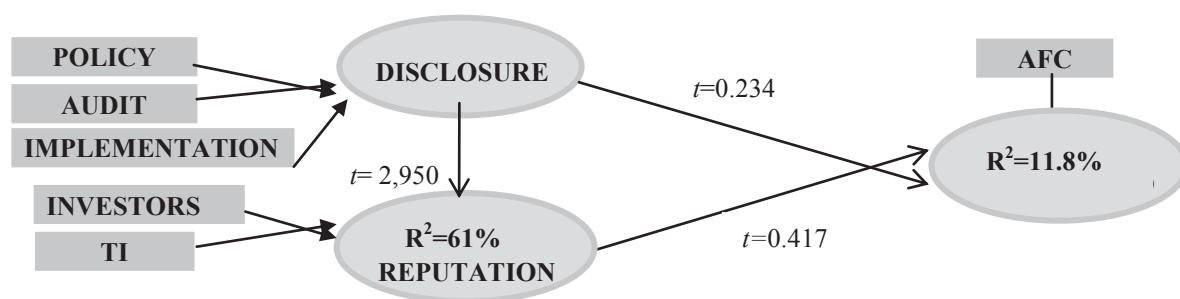 POLICY
AUDIT
IMPLEMENTATION
INVESTORS
TI
DISCLOSURE
t= 2,950
R²=61%
REPUTATION
t=0.234
t=0.417
AFC
R²=11.8%